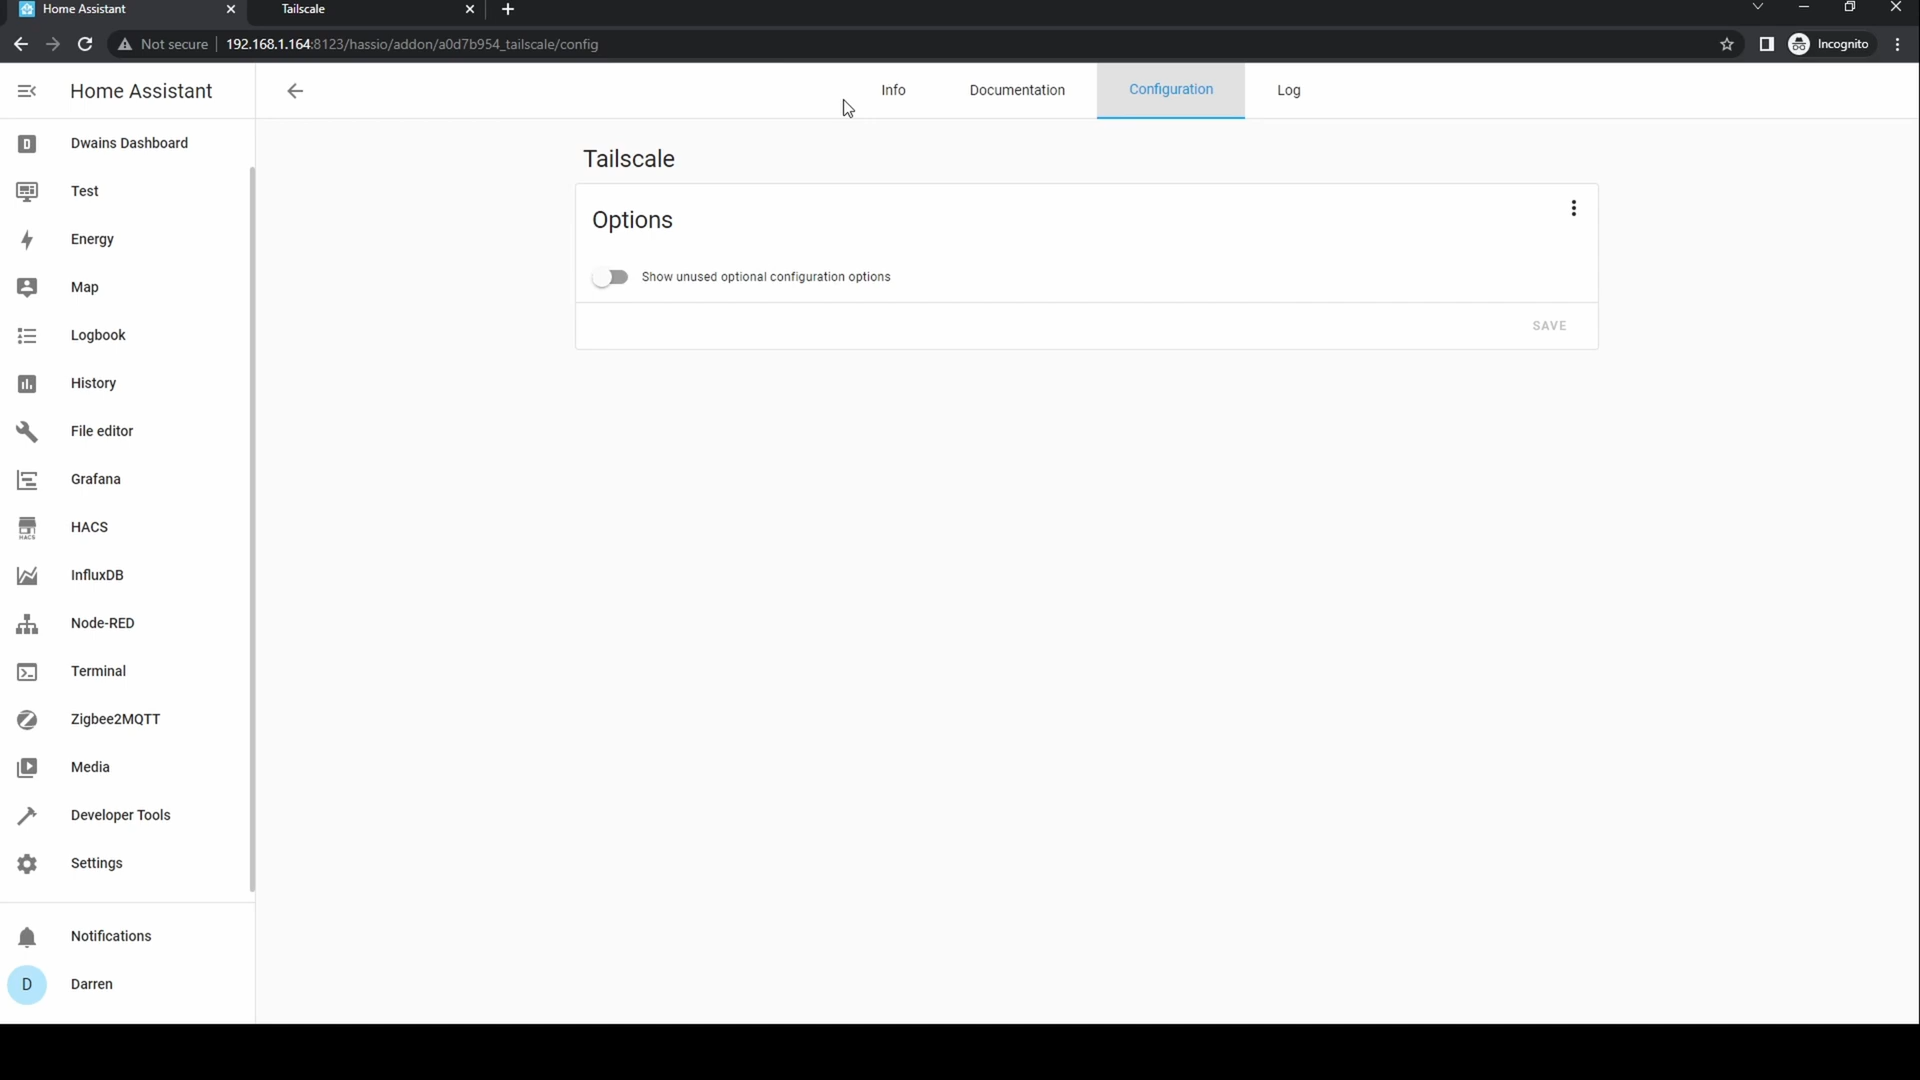 Home Assistant
Tailscale
Not secure
192.168.1.164:8123/hassio/addon/a0d7b954_tailscale/config
Incognito
Home Assistant
Info
Documentation
Configuration
Log
D
Dwains Dashboard
Test
Energy
Map
Logbook
History
File editor
Grafana
HACS
HACS
InfluxDB
Node-RED
Terminal
Zigbee2MQTT
Media
Developer Tools
Settings
Notifications
D
Darren
Tailscale
Options
Show unused optional configuration options
SAVE